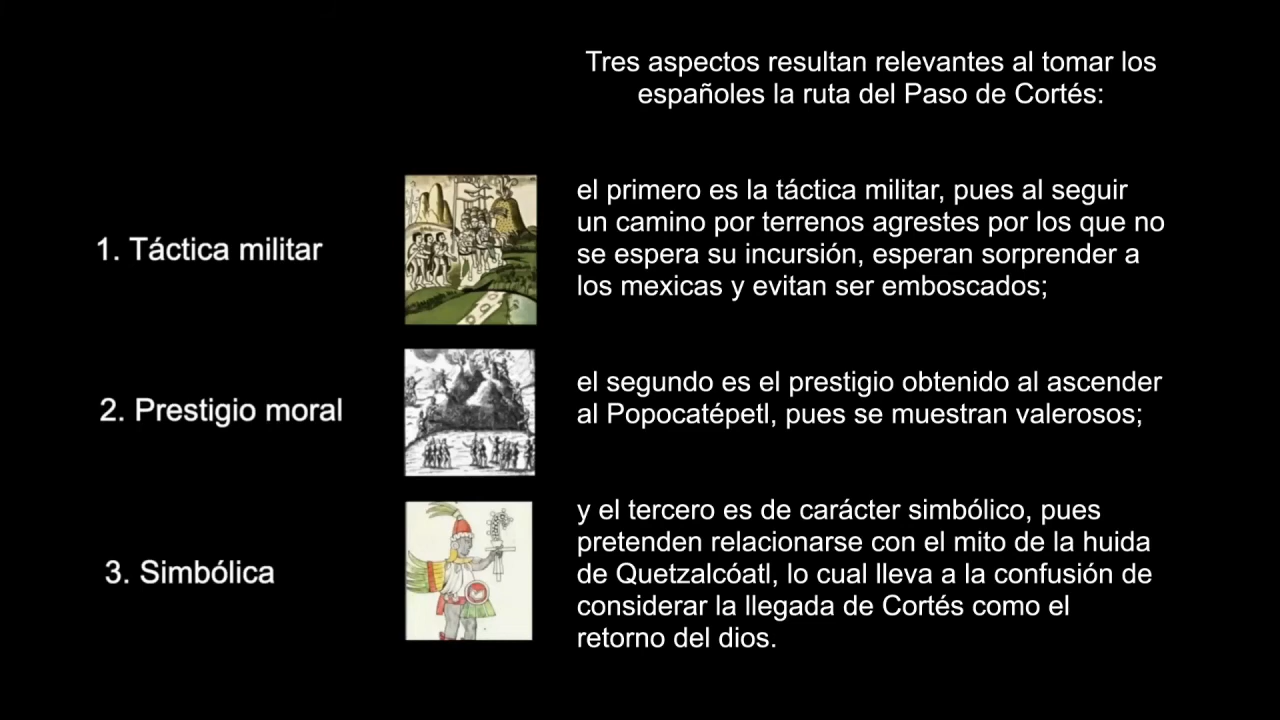 Tres aspectos resultan relevantes al tomar los
españoles la ruta del Paso de Cortés:
1. Táctica militar
el primero es la táctica militar, pues al seguir
un camino por terrenos agrestes por los que no
se espera su incursión, esperan sorprender a
los mexicas y evitan ser emboscados;
2. Prestigio moral
el segundo es el prestigio obtenido al ascender
al Popocatépetl, pues se muestran valerosos;
3. Simbólica
y el tercero es de carácter simbólico, pues
pretenden relacionarse con el mito de la huida
de Quetzalcóatl, lo cual lleva a la confusión de
considerar la llegada de Cortés como el
retorno del dios.